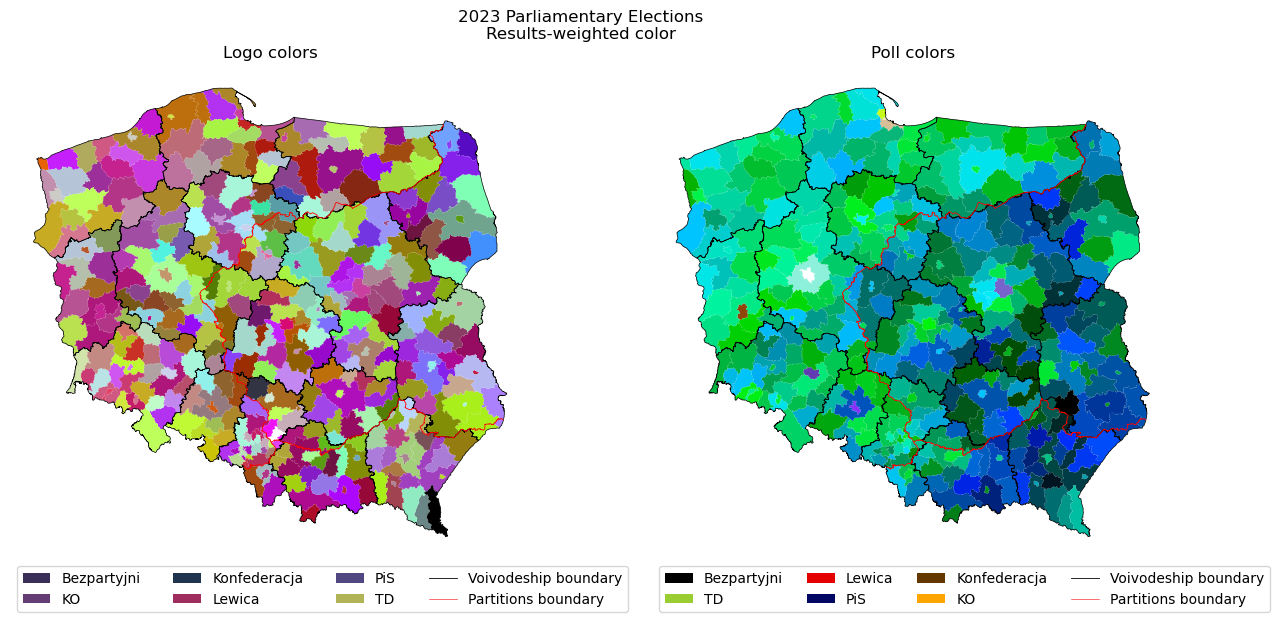 2023 Parliamentary Elections
Results-weighted color
Logo colors
Poll colors
Bezpartyjni
KO
Konfederacja
Lewica
PiS
TD
Voivodeship boundary
Partitions boundary
Bezpartyjni
TD
Lewica
PiS
Konfederacja
KO
Voivodeship boundary
Partitions boundary